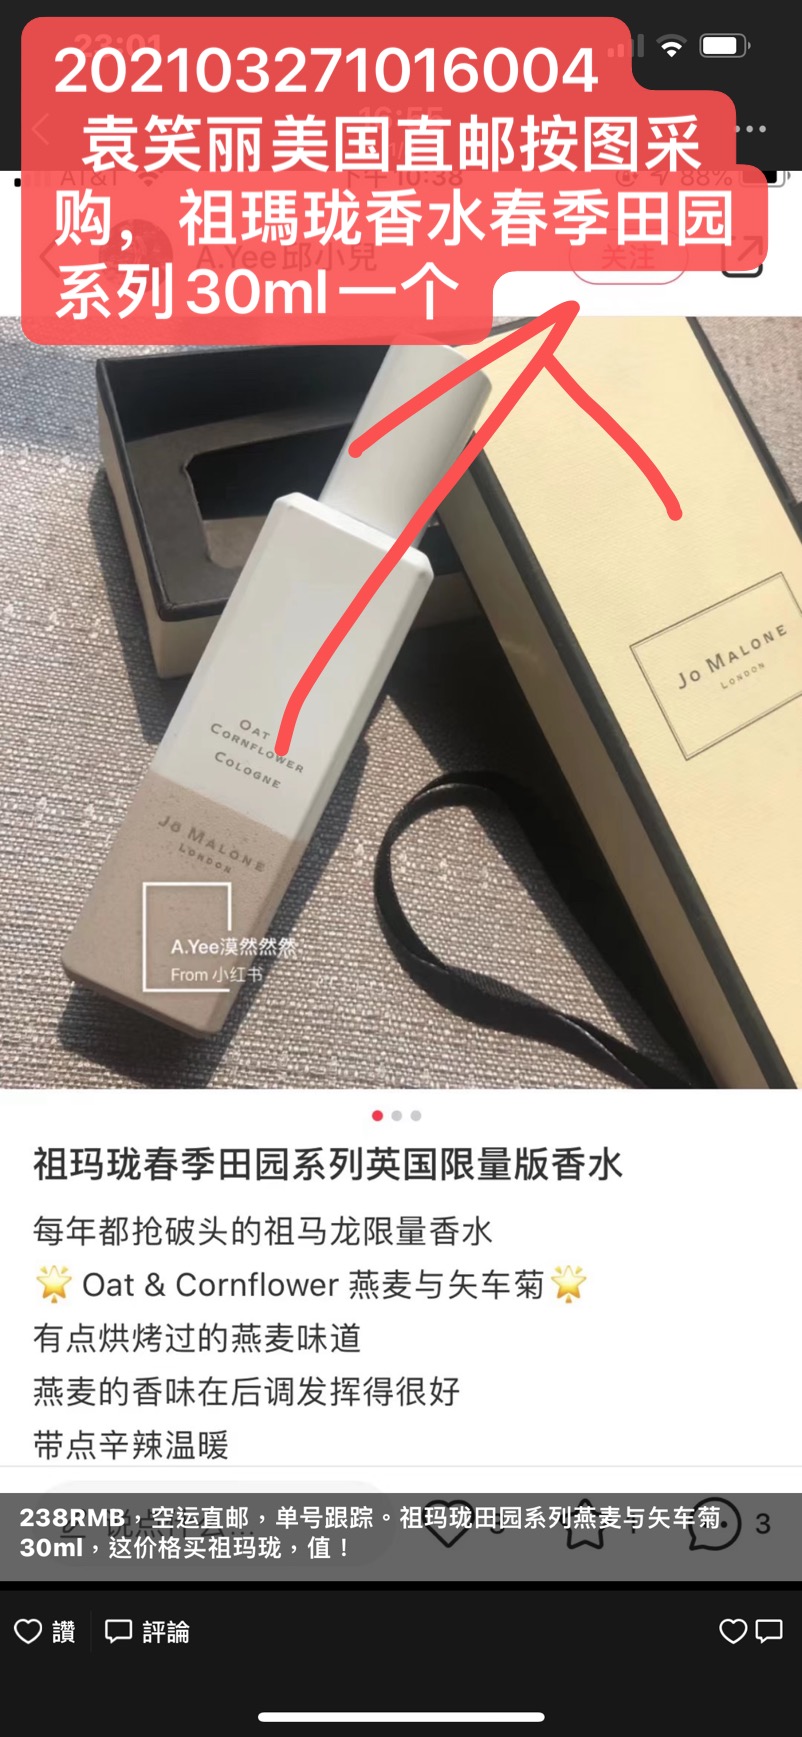 23:01
202103271016004
袁笑丽美国直邮按图采
购，祖瑪珑香水春季田园
系列30ml一个
16:55
AT&T
下午10:38
88%
A.Yee邱小兒
关注
JO MALONE
LONDON
OAT
CORNFLOWER
COLOGNE
JO MALONE
LONDON
A.Yee漠然然然
From 小红书
祖玛珑春季田园系列英国限量版香水
每年都抢破头的祖马龙限量香水
🌟 Oat & Cornflower 燕麦与矢车菊🌟
有点烘烤过的燕麦味道
燕麦的香味在后调发挥得很好
带点辛辣温暖
3
238RMB，空运直邮，单号跟踪。祖玛珑田园系列燕麦与矢车菊
30ml，这价格买祖玛珑，值！
讚
評論